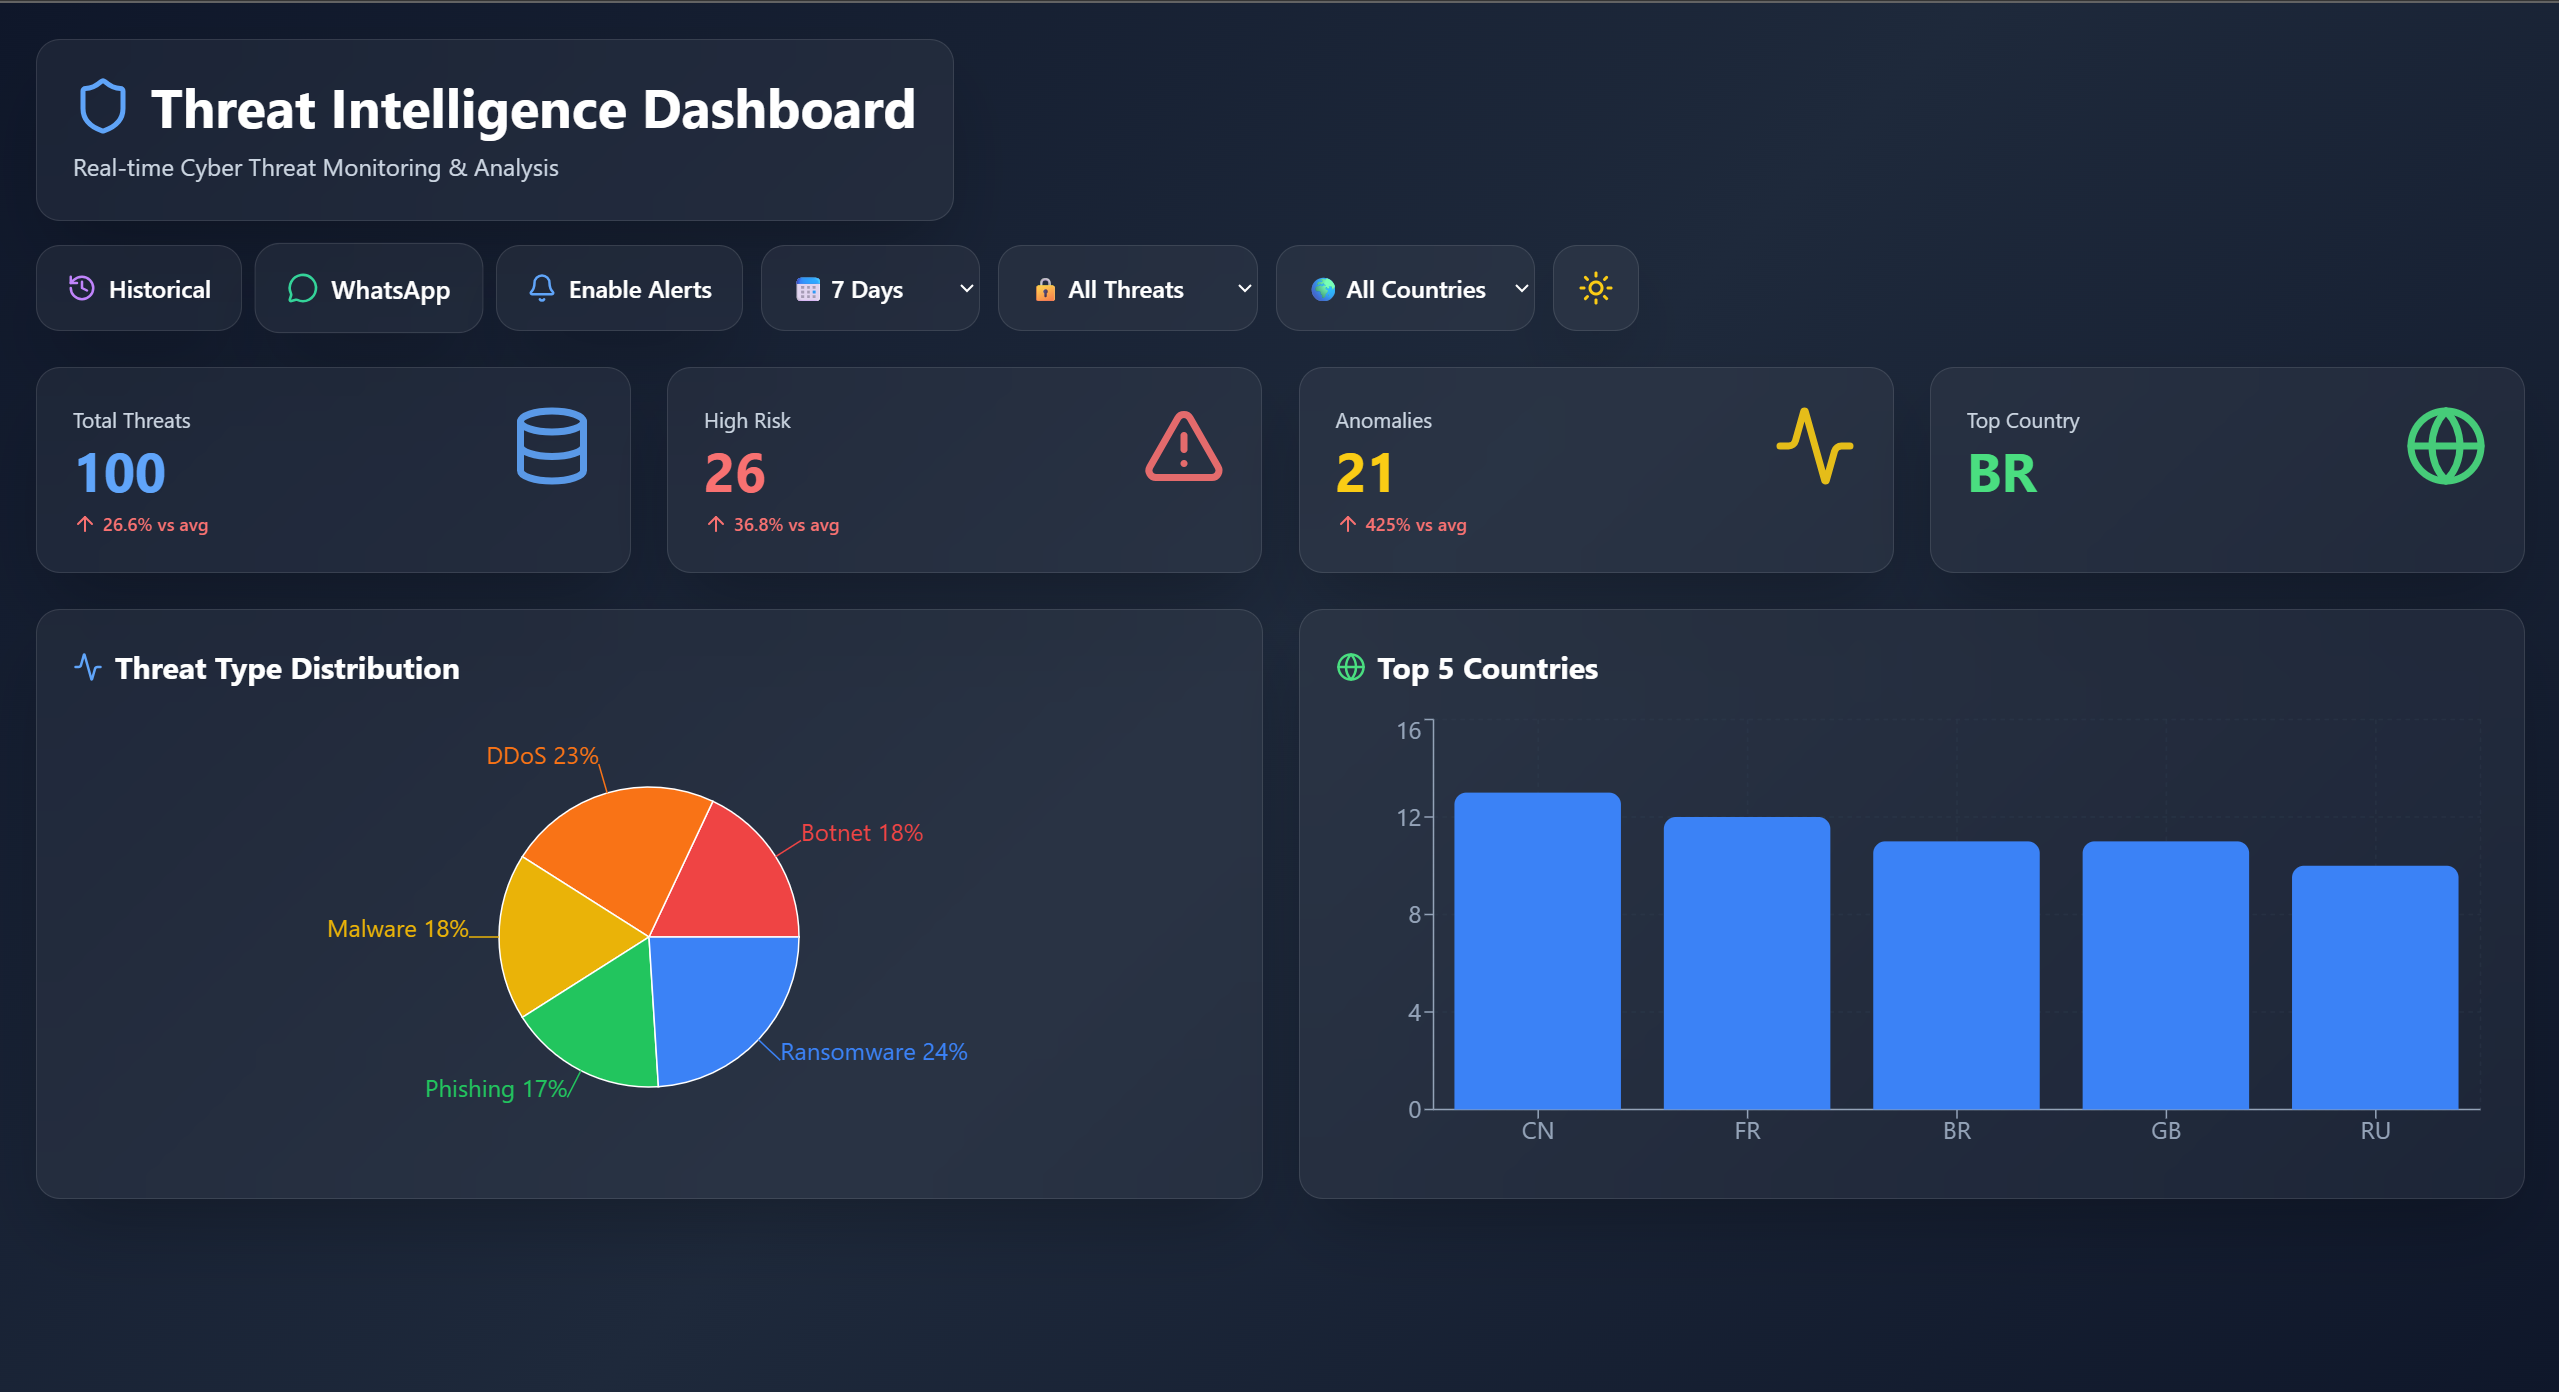 Threat Intelligence Dashboard
Real-time Cyber Threat Monitoring & Analysis
Historical
WhatsApp
Enable Alerts
7 Days
All Threats
All Countries
Total Threats
100
26.6% vs avg
High Risk
26
36.8% vs avg
Anomalies
21
425% vs avg
Top Country
BR
Threat Type Distribution
DDoS 23%
Botnet 18%
Malware 18%
Ransomware 24%
Phishing 17%
Top 5 Countries
16
12
8
4
0
CN
FR
BR
GB
RU